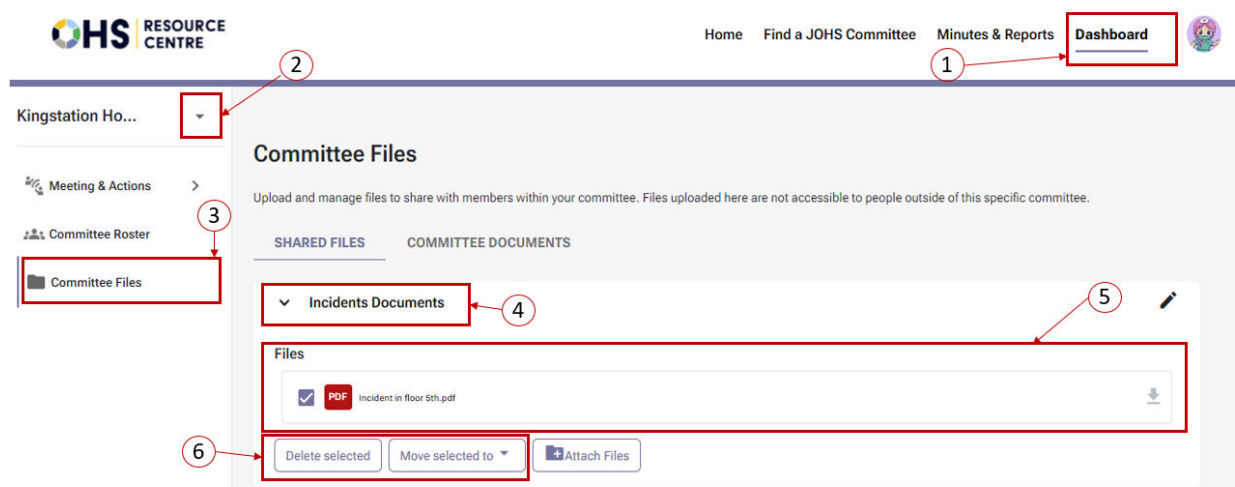 OHS RESOURCE CENTRE
Home Find a JOHS Committee Minutes & Reports Dashboard
1
2
Kingstation Ho...
Meeting & Actions
3
Committee Roster
Committee Files
Committee Files
Upload and manage files to share with members within your committee. Files uploaded here are not accessible to people outside of this specific committee.
SHARED FILES COMMITTEE DOCUMENTS
Incidents Documents
4
5
Files
PDF Incident in floor 5th.pdf
6
Delete selected Move selected to Attach Files